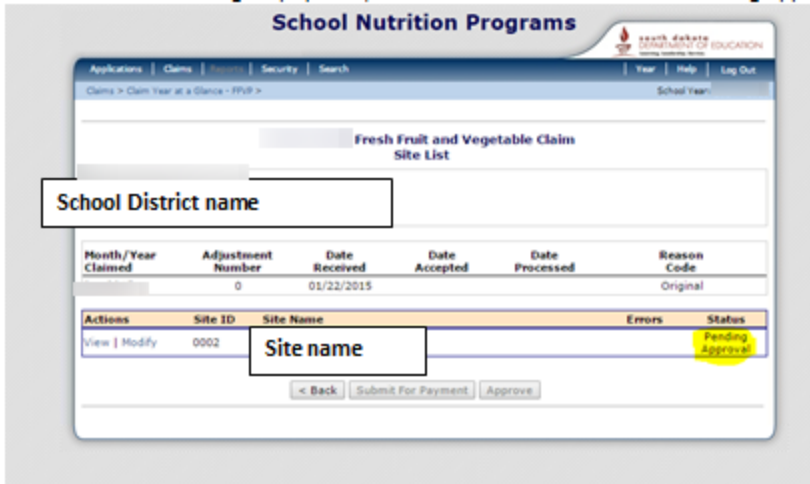 School Nutrition Programs
south dakota
DEPARTMENT OF EDUCATION
Applications | Claims | Reports | Security | Search
Year | Help | Log Out
Claims > Claim Year at a Glance - FFVP >
School Year:
Fresh Fruit and Vegetable Claim
Site List
School District name
Month/Year Claimed Adjustment Number Date Received Date Accepted Date Processed Reason Code
0 01/22/2015 Original
Actions Site ID Site Name Errors Status
View | Modify 0002 Site name Pending Approval
< Back Submit For Payment Approve